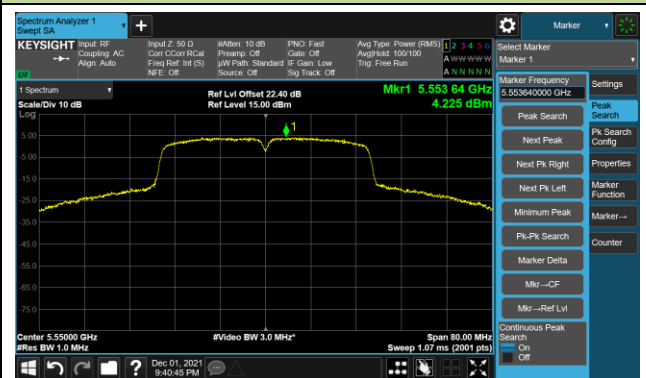 Spectrum Analyzer 1
Swept SA
+
Marker
KEYSIGHT
Input: RF
Coupling: AC
Align: Auto
Input Z: 50 Ω
Corr CCorr RCal
Freq Ref: Int (S)
NFE: Off
#Atten: 10 dB
Preamp: Off
µW Path: Standard
Source: Off
PNO: Fast
Gate: Off
IF Gain: Low
Sig Track: Off
Avg Type: Power (RMS)
Avg|Hold: 100/100
Trig: Free Run
1 2 3 4 5 6
A W W W W W
A N N N N N
LXI
Select Marker
Marker 1
1 Spectrum
Scale/Div 10 dB
Log
Ref Lvl Offset 22.40 dB
Ref Level 15.00 dBm
Mkr1 5.553 64 GHz
4.225 dBm
1
5.00
-5.00
-15.0
-25.0
-35.0
-45.0
-55.0
-65.0
-75.0
Center 5.55000 GHz
#Res BW 1.0 MHz
#Video BW 3.0 MHz*
Span 80.00 MHz
Sweep 1.07 ms (2001 pts)
Marker Frequency
5.553640000 GHz
Peak Search
Next Peak
Next Pk Right
Next Pk Left
Minimum Peak
Pk-Pk Search
Marker Delta
Mkr→CF
Mkr→Ref Lvl
Continuous Peak
Search
On
Off
Settings
Peak
Search
Pk Search
Config
Properties
Marker
Function
Marker→
Counter
?
Dec 01, 2021
9:40:45 PM